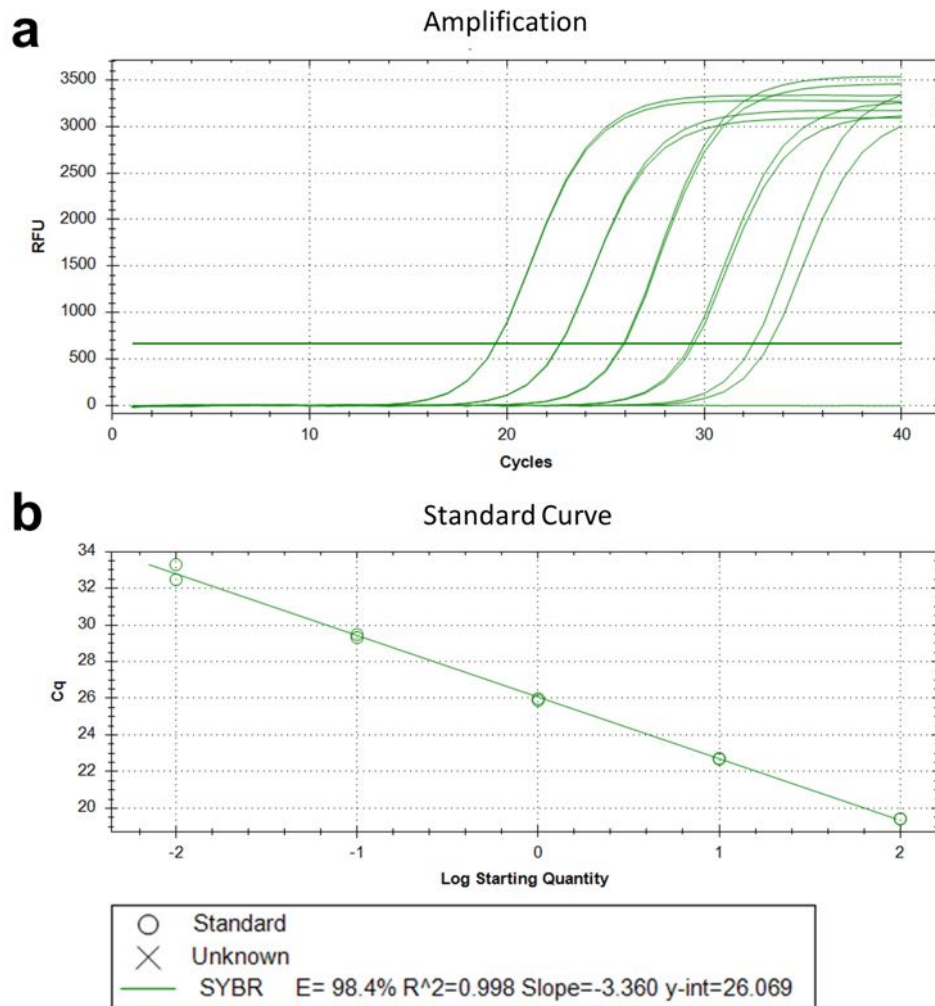 a
Amplification
3500
3000
2500
2000
1500
1000
500
0
RFU
0 10 20 30 40
Cycles
b
Standard Curve
34
32
30
28
26
24
22
20
Cq
-2 -1 0 1 2
Log Starting Quantity
Standard
Unknown
SYBR E= 98.4% R^2=0.998 Slope=-3.360 y-int=26.069